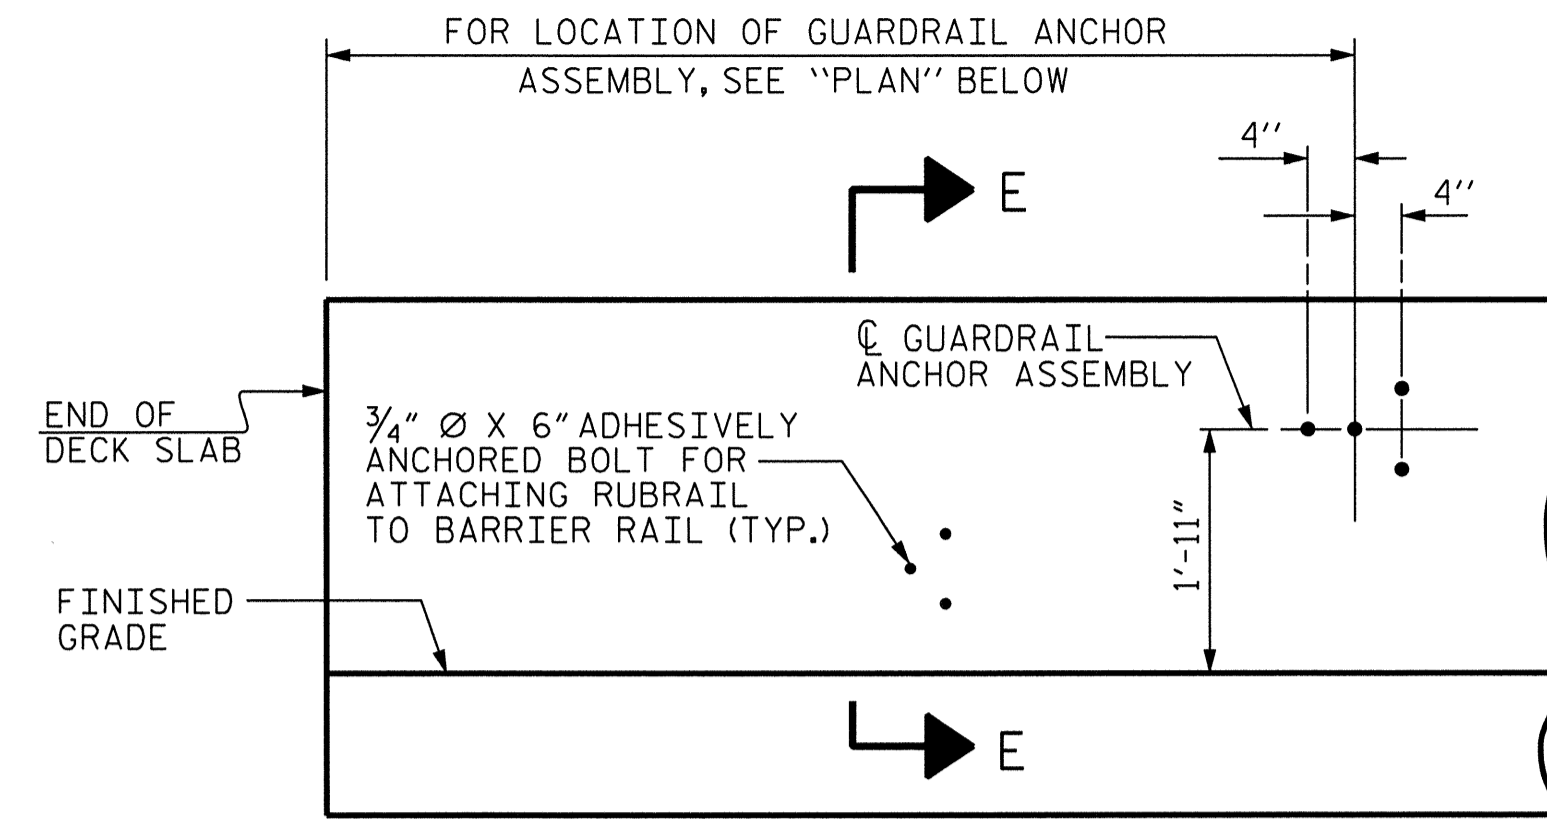 FOR LOCATION OF GUARDRAIL ANCHOR
ASSEMBLY, SEE "PLAN" BELOW
4"
4"
E
℄ GUARDRAIL
ANCHOR ASSEMBLY
END OF
DECK SLAB
3/4" Ø X 6" ADHESIVELY
ANCHORED BOLT FOR
ATTACHING RUBRAIL
TO BARRIER RAIL (TYP.)
1'-11"
FINISHED
GRADE
E